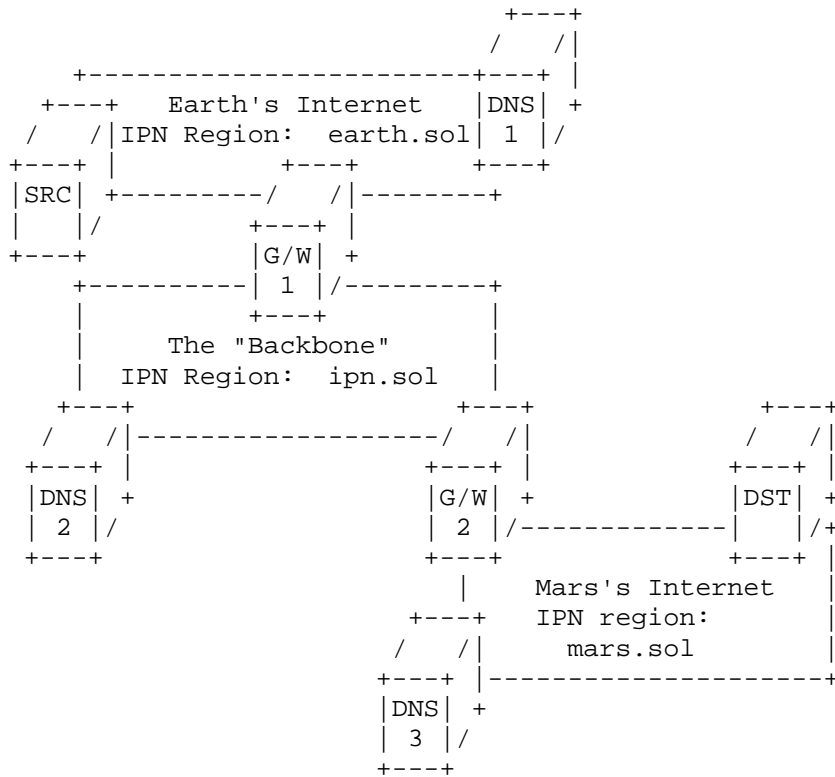 Earth's Internet
DNS
IPN Region: earth.sol
1
SRC
G/W
1
The "Backbone"
IPN Region: ipn.sol
DNS
G/W
DST
2
2
Mars's Internet
IPN region:
mars.sol
DNS
3